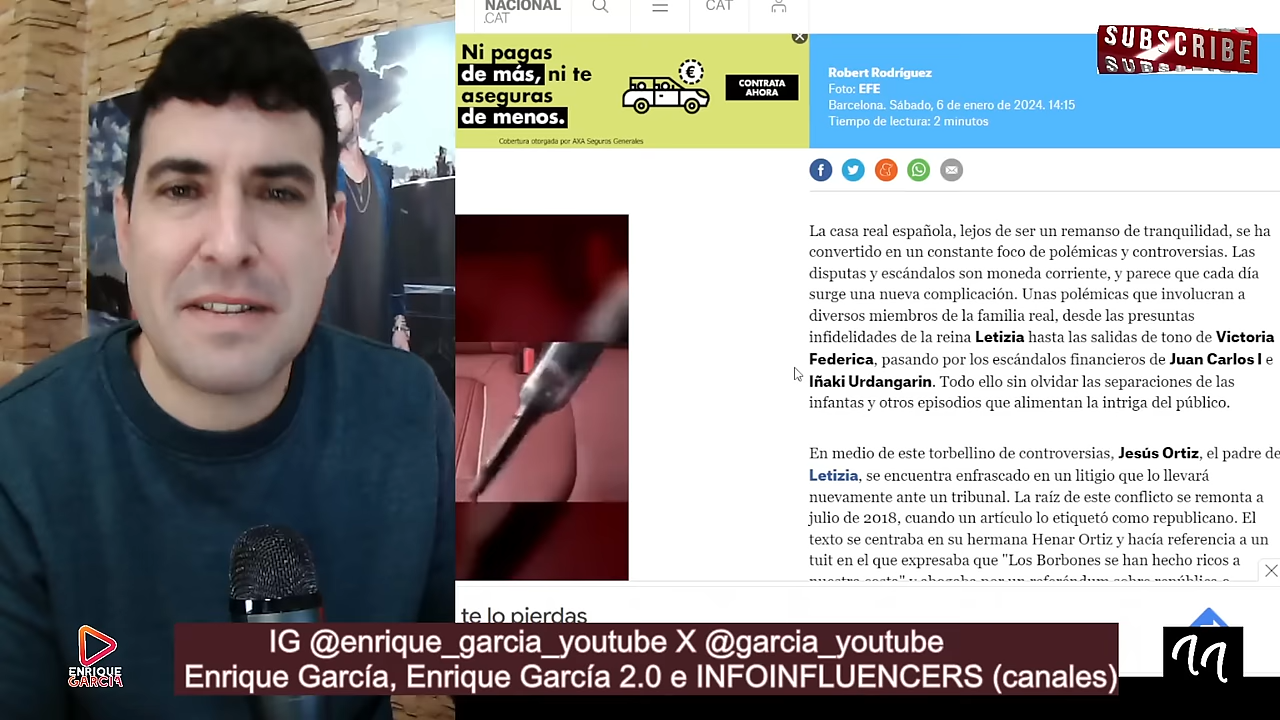 NACIONAL
.CAT
CAT
Ni pagas
de más, ni te
aseguras
de menos.
CONTRATA
AHORA
Cobertura otorgada por AXA Seguros Generales
Robert Rodríguez
Foto: EFE
Barcelona. Sábado, 6 de enero de 2024. 14:15
Tiempo de lectura: 2 minutos
SUBSCRIBE
La casa real española, lejos de ser un remanso de tranquilidad, se ha
convertido en un constante foco de polémicas y controversias. Las
disputas y escándalos son moneda corriente, y parece que cada día
surge una nueva complicación. Unas polémicas que involucran a
diversos miembros de la familia real, desde las presuntas
infidelidades de la reina Letizia hasta las salidas de tono de Victoria
Federica, pasando por los escándalos financieros de Juan Carlos I e
Iñaki Urdangarin. Todo ello sin olvidar las separaciones de las
infantas y otros episodios que alimentan la intriga del público.
En medio de este torbellino de controversias, Jesús Ortiz, el padre de
Letizia, se encuentra enfrascado en un litigio que lo llevará
nuevamente ante un tribunal. La raíz de este conflicto se remonta a
julio de 2018, cuando un artículo lo etiquetó como republicano. El
texto se centraba en su hermana Henar Ortiz y hacía referencia a un
tuit en el que expresaba que "Los Borbones se han hecho ricos a
te lo pierdas
IG @enrique_garcia_youtube X @garcia_youtube
Enrique García, Enrique García 2.0 e INFOINFLUENCERS (canales)
ENRIQUE
GARCÍA